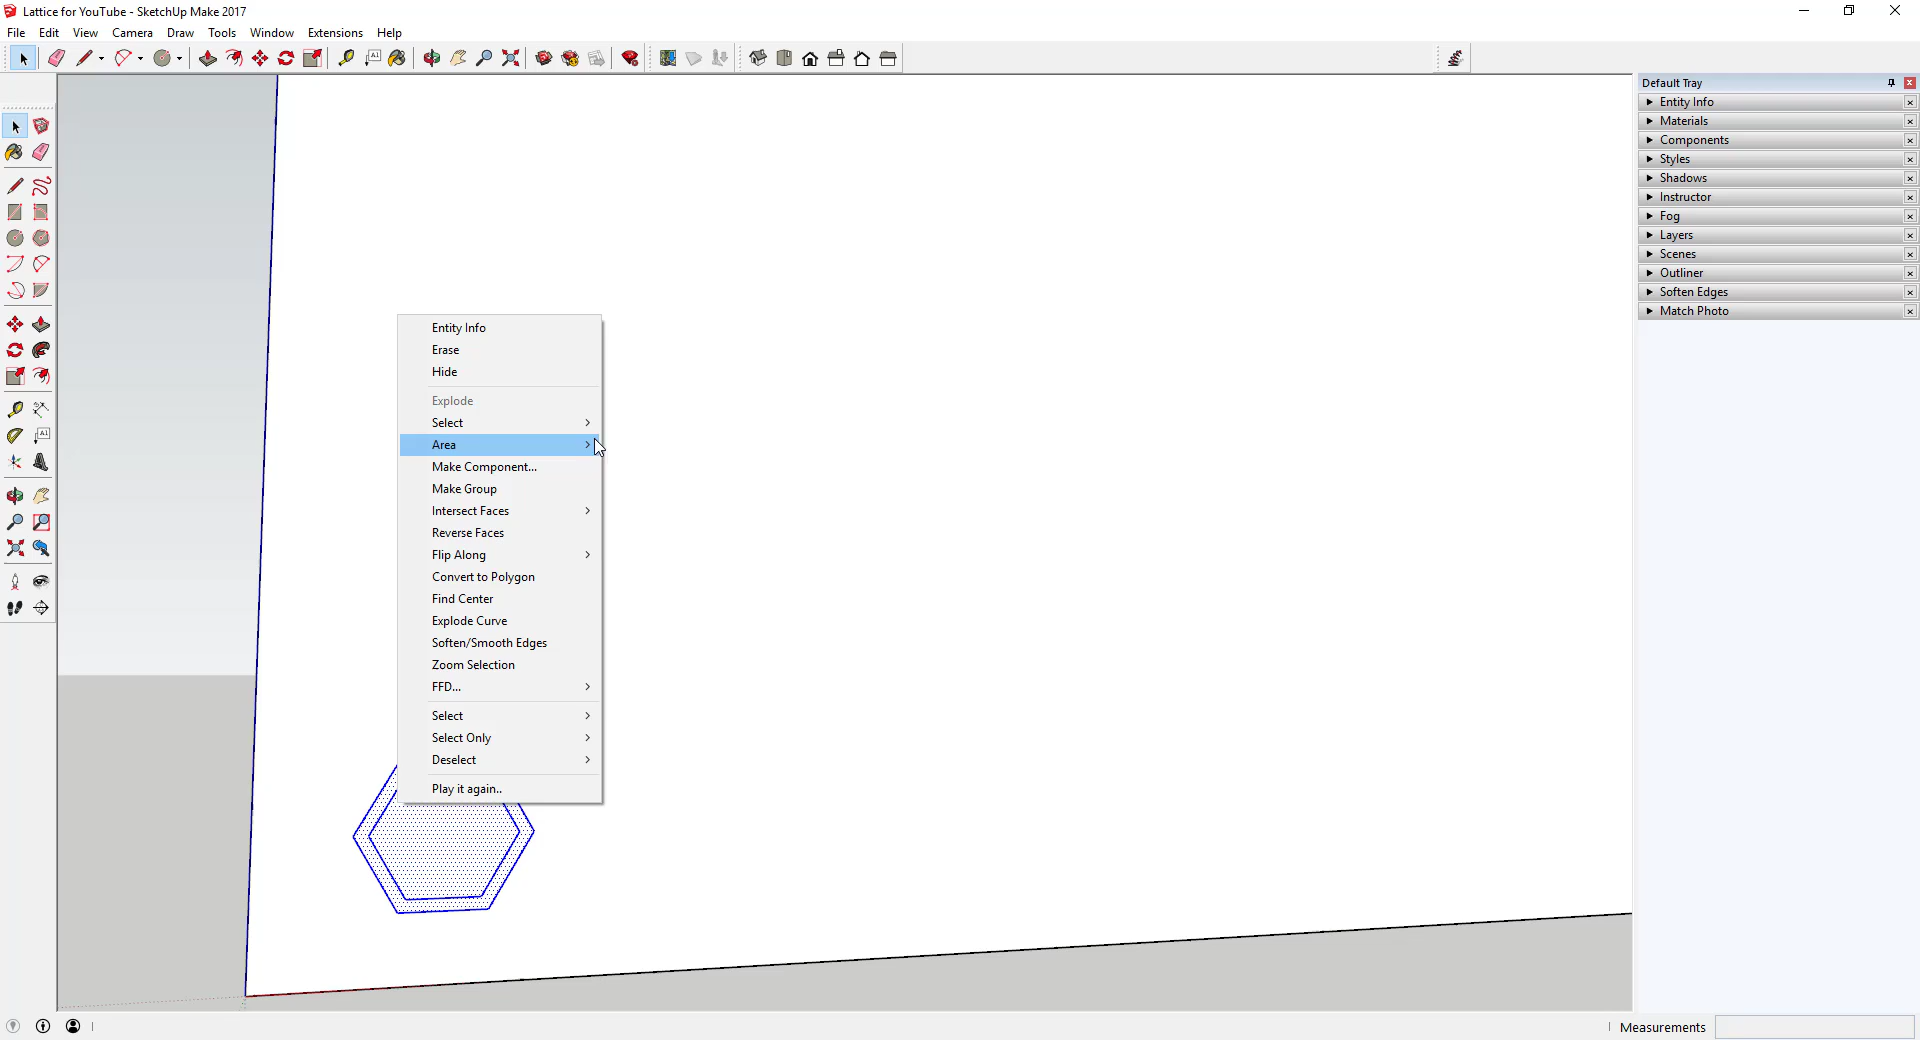 Lattice for YouTube - SketchUp Make 2017
File Edit View Camera Draw Tools Window Extensions Help
A1
Default Tray
Entity Info
Materials
Components
Styles
Shadows
Instructor
Fog
Layers
Scenes
Outliner
Soften Edges
Match Photo
A1
Entity Info
Erase
Hide
Explode
Select
Area
Make Component...
Make Group
Intersect Faces
Reverse Faces
Flip Along
Convert to Polygon
Find Center
Explode Curve
Soften/Smooth Edges
Zoom Selection
FFD...
Select
Select Only
Deselect
Play it again..
Measurements